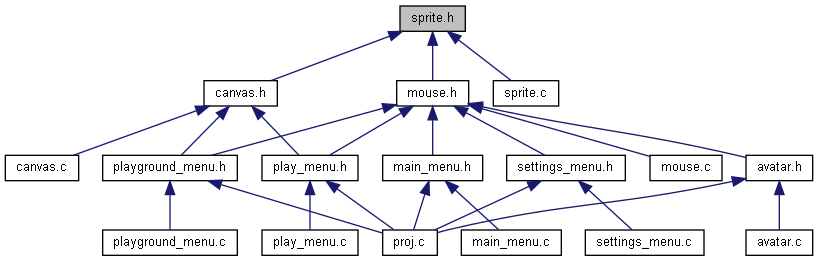 sprite.h
canvas.h
mouse.h
sprite.c
canvas.c
playground_menu.h
play_menu.h
main_menu.h
settings_menu.h
mouse.c
avatar.h
playground_menu.c
play_menu.c
proj.c
main_menu.c
settings_menu.c
avatar.c